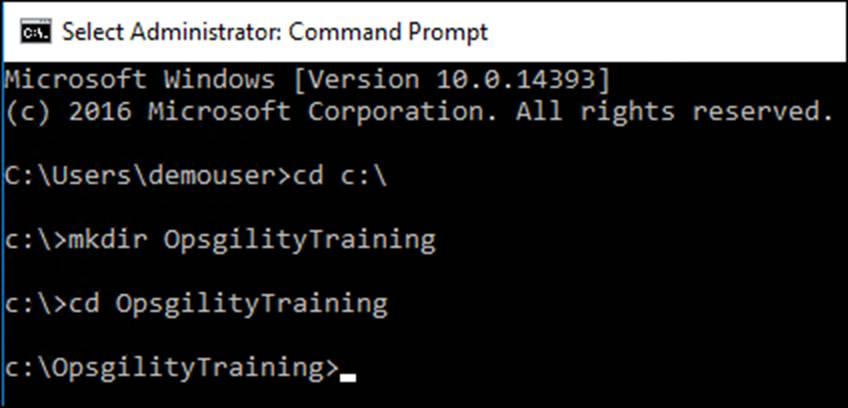 Select Administrator: Command Prompt
Microsoft Windows [Version 10.0.14393]
(c) 2016 Microsoft Corporation. All rights reserved.
C:\Users\demouser>cd c:\
c:\>mkdir OpsgilityTraining
c:\>cd OpsgilityTraining
c:\OpsgilityTraining>